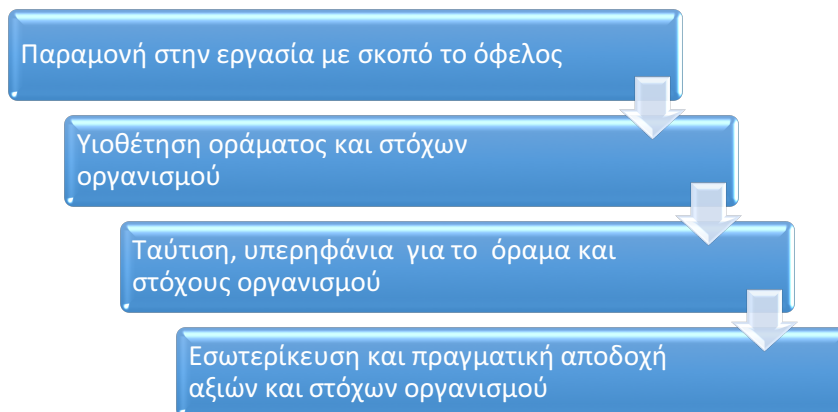 Παραμονή στην εργασία με σκοπό το όφελος
Υιοθέτηση οράματος και στόχων
οργανισμού
Ταύτιση, υπερηφάνια για το όραμα και
στόχους οργανισμού
Εσωτερίκευση και πραγματική αποδοχή
αξιών και στόχων οργανισμού